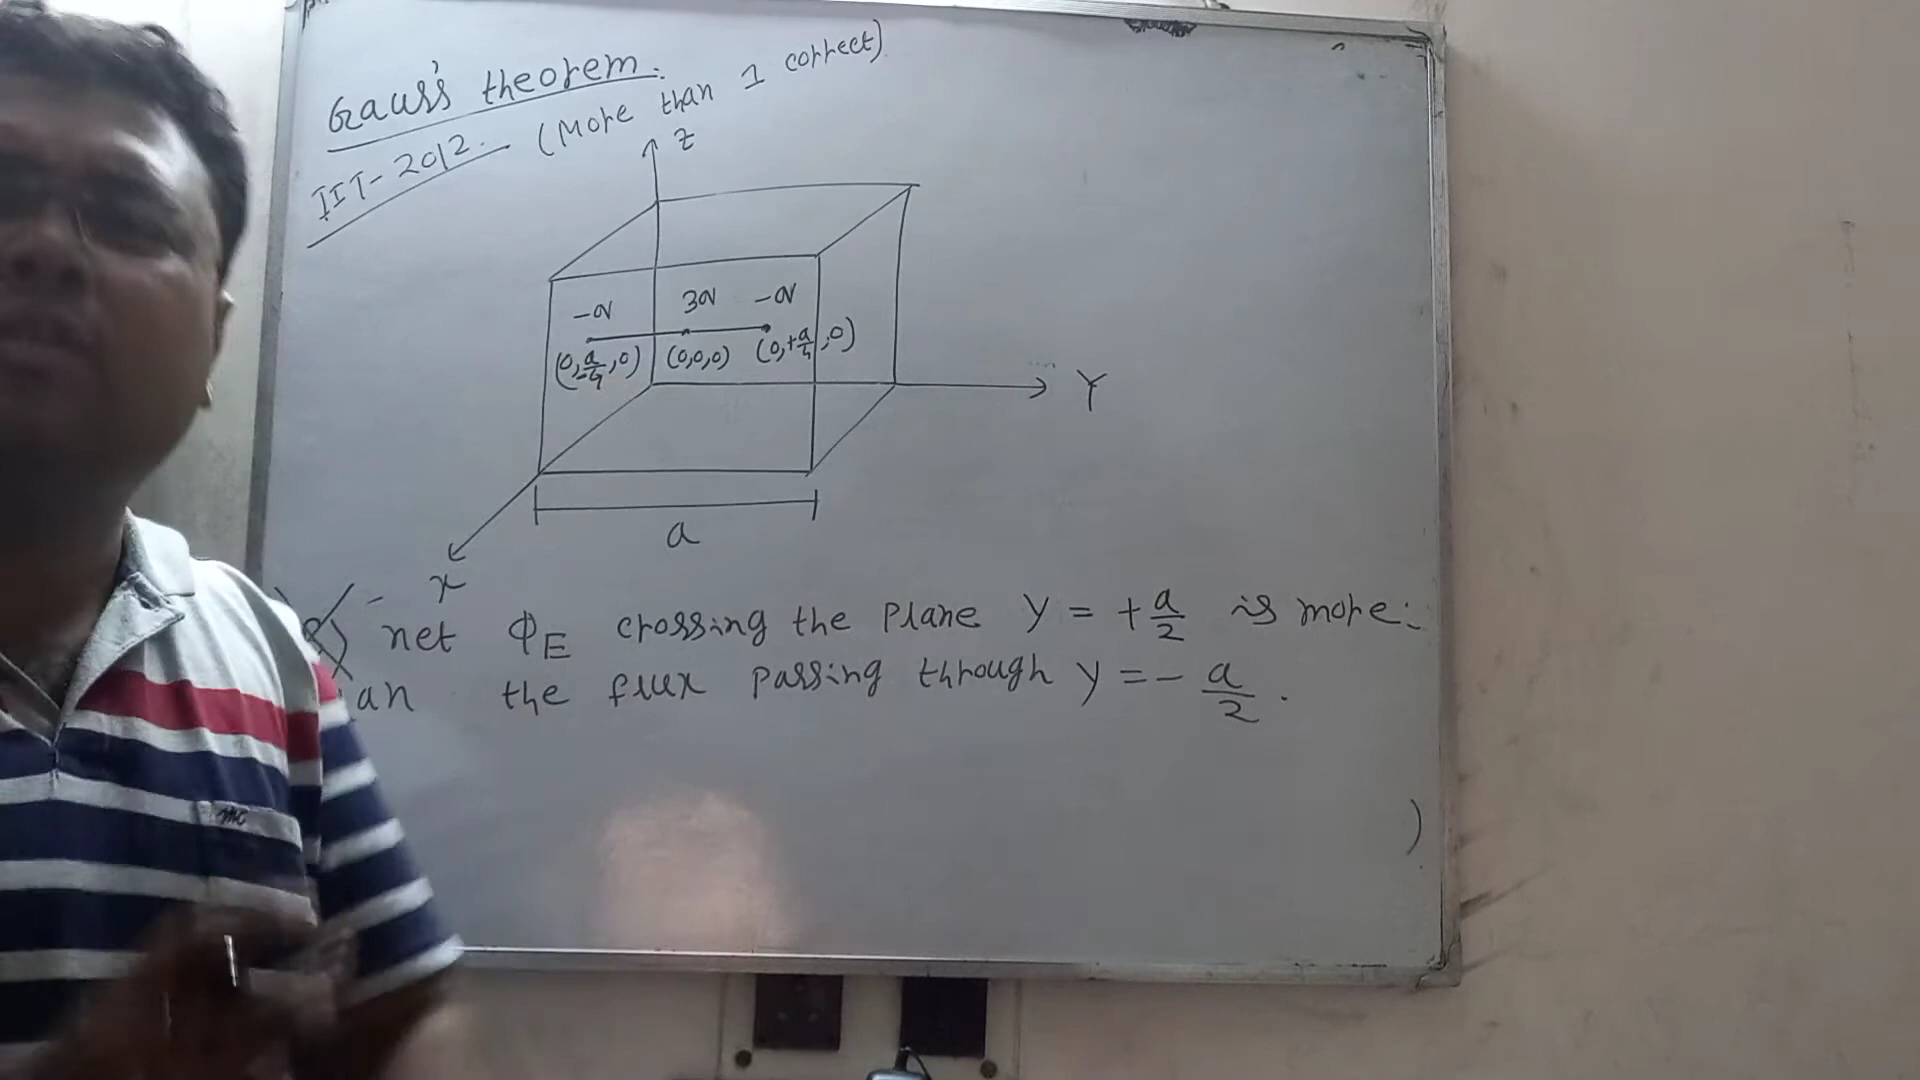 Gauss's theorem.
IIT-2012. (More than 1 correct)
Z
-q 3q -q
(0,-a/4,0) (0,0,0) (0,+a/4,0)
Y
a
x
net ΦE crossing the Plane Y = +a/2 is more:
an the flux passing through y = -a/2.
)